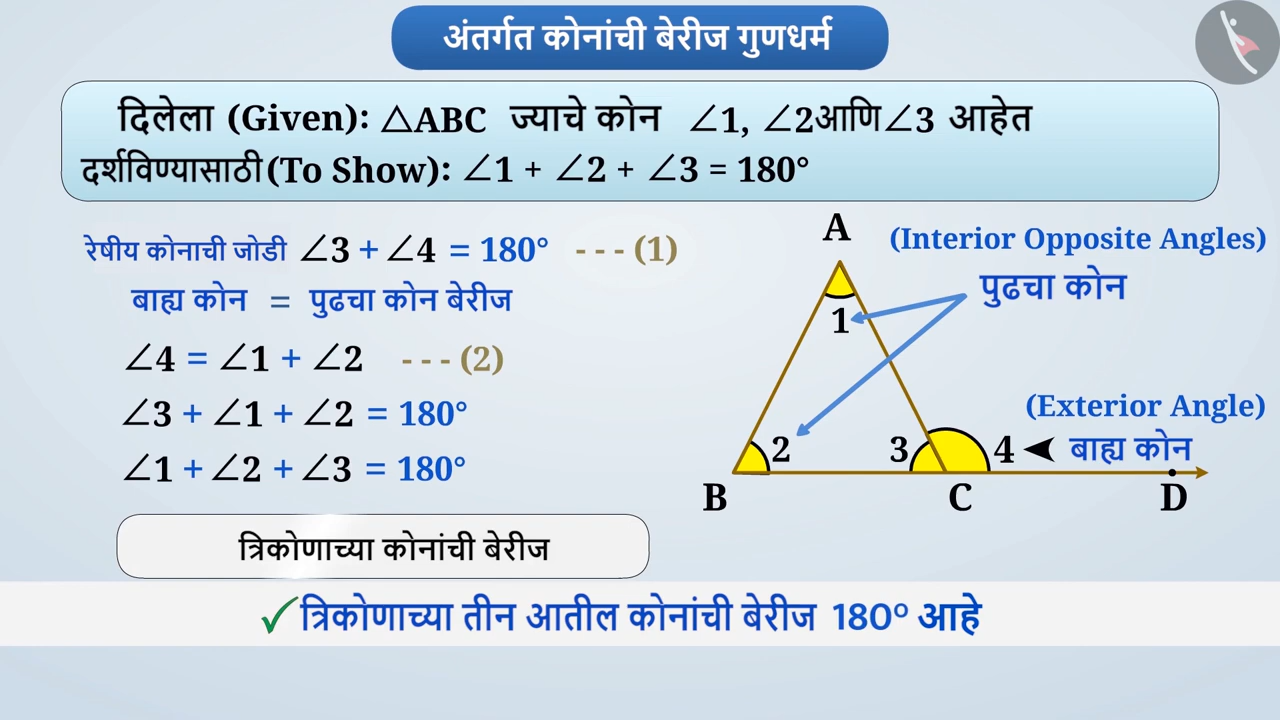 अंतर्गत कोनांची बेरीज गुणधर्म
दिलेला (Given): △ABC ज्याचे कोन ∠1, ∠2आणि∠3 आहेत
दर्शविण्यासाठी(To Show): ∠1 + ∠2 + ∠3 = 180°
रेषीय कोनाची जोडी ∠3 + ∠4 = 180° - - - (1)
बाह्य कोन = पुढचा कोन बेरीज
∠4 = ∠1 + ∠2 - - - (2)
∠3 + ∠1 + ∠2 = 180°
∠1 + ∠2 + ∠3 = 180°
त्रिकोणाच्या कोनांची बेरीज
A
(Interior Opposite Angles)
पुढचा कोन
1
(Exterior Angle)
2
3
4
बाह्य कोन
B
C
D
✓त्रिकोणाच्या तीन आतील कोनांची बेरीज 180° आहे